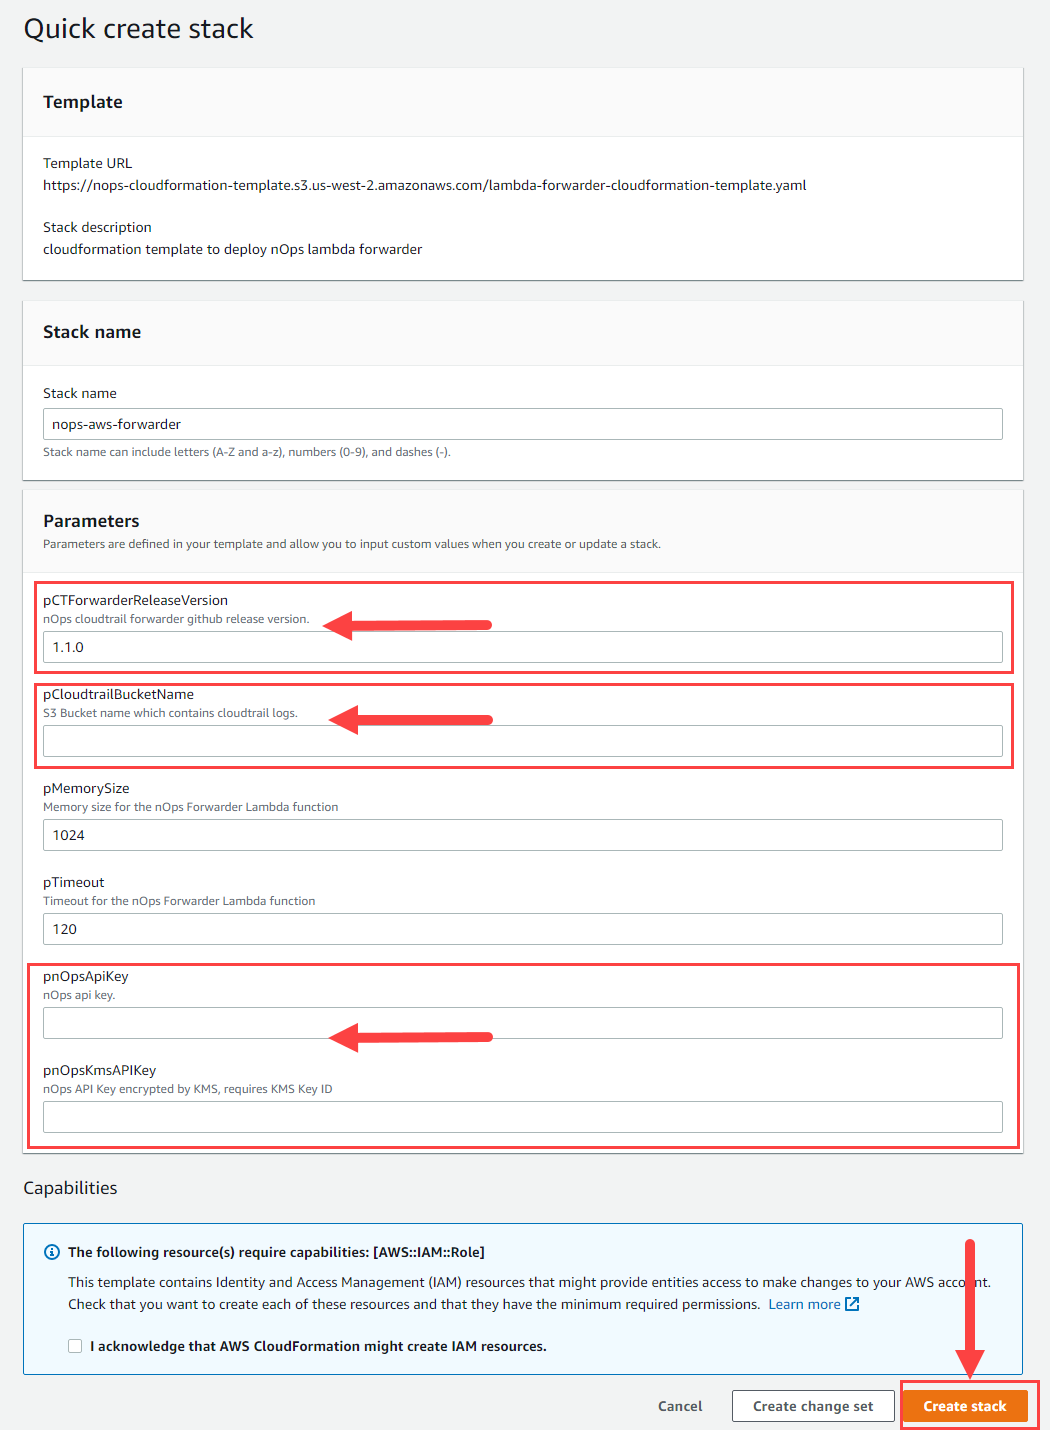 Quick create stack
Template
Template URL
https://nops-cloudformation-template.s3.us-west-2.amazonaws.com/lambda-forwarder-cloudformation-template.yaml
Stack description
cloudformation template to deploy nOps lambda forwarder
Stack name
Stack name
nops-aws-forwarder
Stack name can include letters (A-Z and a-z), numbers (0-9), and dashes (-).
Parameters
Parameters are defined in your template and allow you to input custom values when you create or update a stack.
pCTForwarderReleaseVersion
nOps cloudtrail forwarder github release version.
1.1.0
pCloudtrailBucketName
S3 Bucket name which contains cloudtrail logs.
pMemorySize
Memory size for the nOps Forwarder Lambda function
1024
pTimeout
Timeout for the nOps Forwarder Lambda function
120
pnOpsApiKey
nOps api key.
pnOpsKmsAPIKey
nOps API Key encrypted by KMS, requires KMS Key ID
Capabilities
The following resource(s) require capabilities: [AWS::IAM::Role]
This template contains Identity and Access Management (IAM) resources that might provide entities access to make changes to your AWS account.
Check that you want to create each of these resources and that they have the minimum required permissions. Learn more
I acknowledge that AWS CloudFormation might create IAM resources.
Cancel
Create change set
Create stack